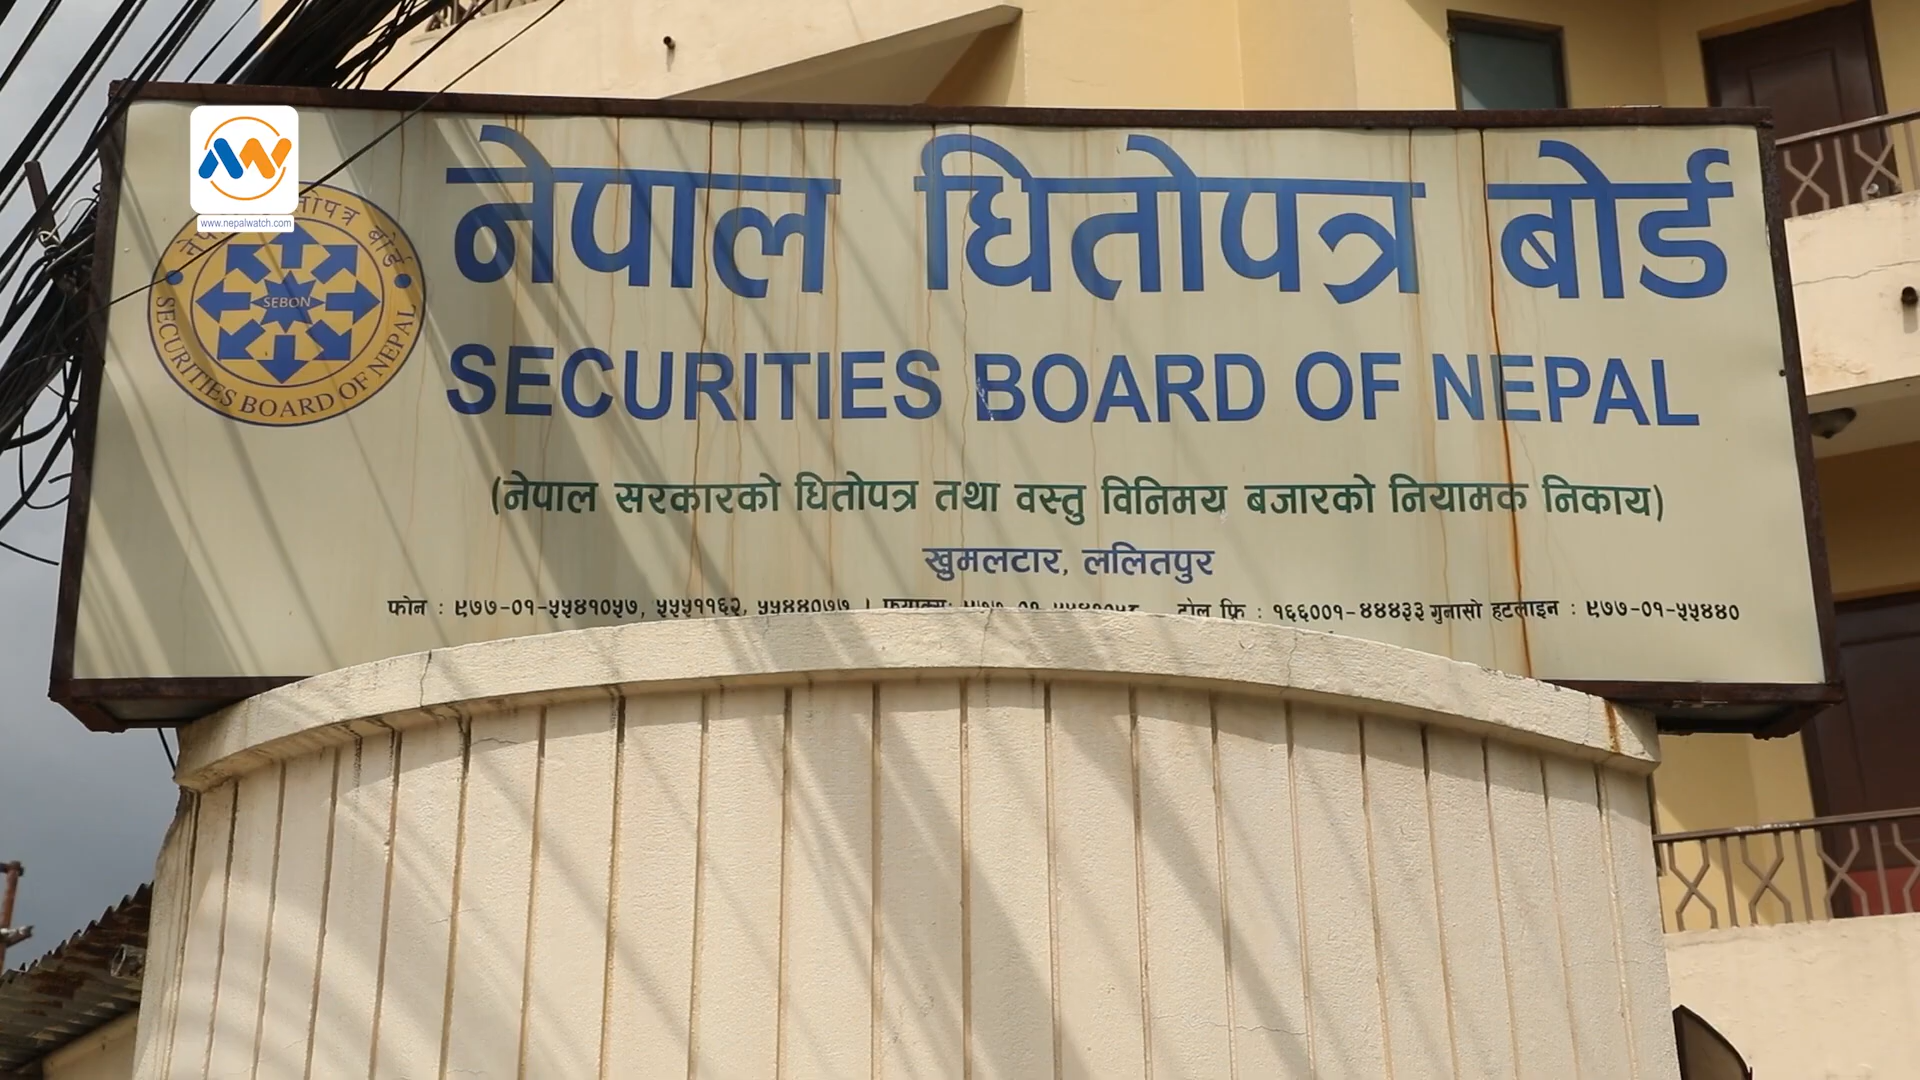 www.nepalwatch.com
नेपाल धितोपत्र बोर्ड
SEBON
SECURITIES BOARD OF NEPAL
SECURITIES BOARD OF NEPAL
(नेपाल सरकारको धितोपत्र तथा वस्तु विनिमय बजारको नियामक निकाय)
खुमलटार, ललितपुर
फोन : ९७७-०१-५५४१०५७, ५५५११६२, ५५४४०७७ । टोल फ्रि : १६६००१-४४४३३ गुनासो हटलाइन : ९७७-०१-५५४४०